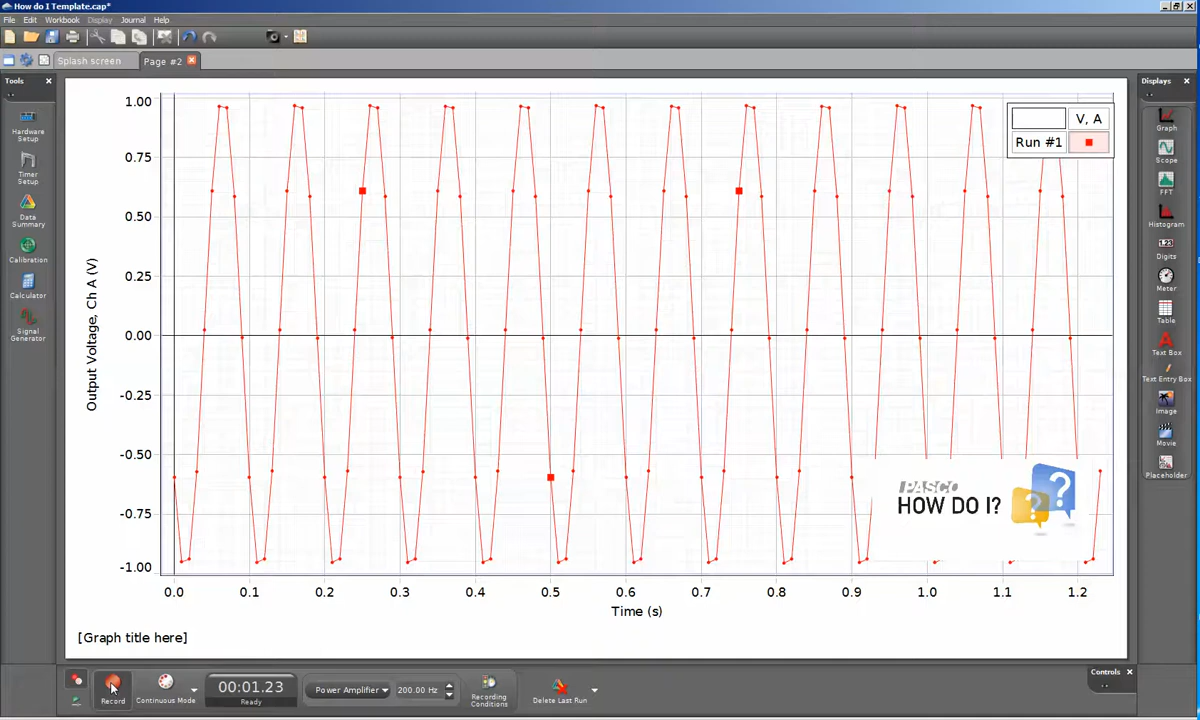 How do I Template.cap*
File Edit Workbook Display Journal Help
Splash screen
Page #2
Tools
Hardware Setup
Timer Setup
Data Summary
Calibration
Calculator
Signal Generator
1.00
0.75
0.50
0.25
0.00
-0.25
-0.50
-0.75
-1.00
Output Voltage, Ch A (V)
V, A
Run #1
PASCO
HOW DO I?
0.0 0.1 0.2 0.3 0.4 0.5 0.6 0.7 0.8 0.9 1.0 1.1 1.2
Time (s)
[Graph title here]
Displays
Graph
Scope
FFT
Histogram
123
Digits
Meter
Table
Text Box
Text Entry Box
Image
Movie
Placeholder
Record
Continuous Mode
00:01.23
Ready
Power Amplifier
200.00 Hz
Recording Conditions
Delete Last Run
Controls